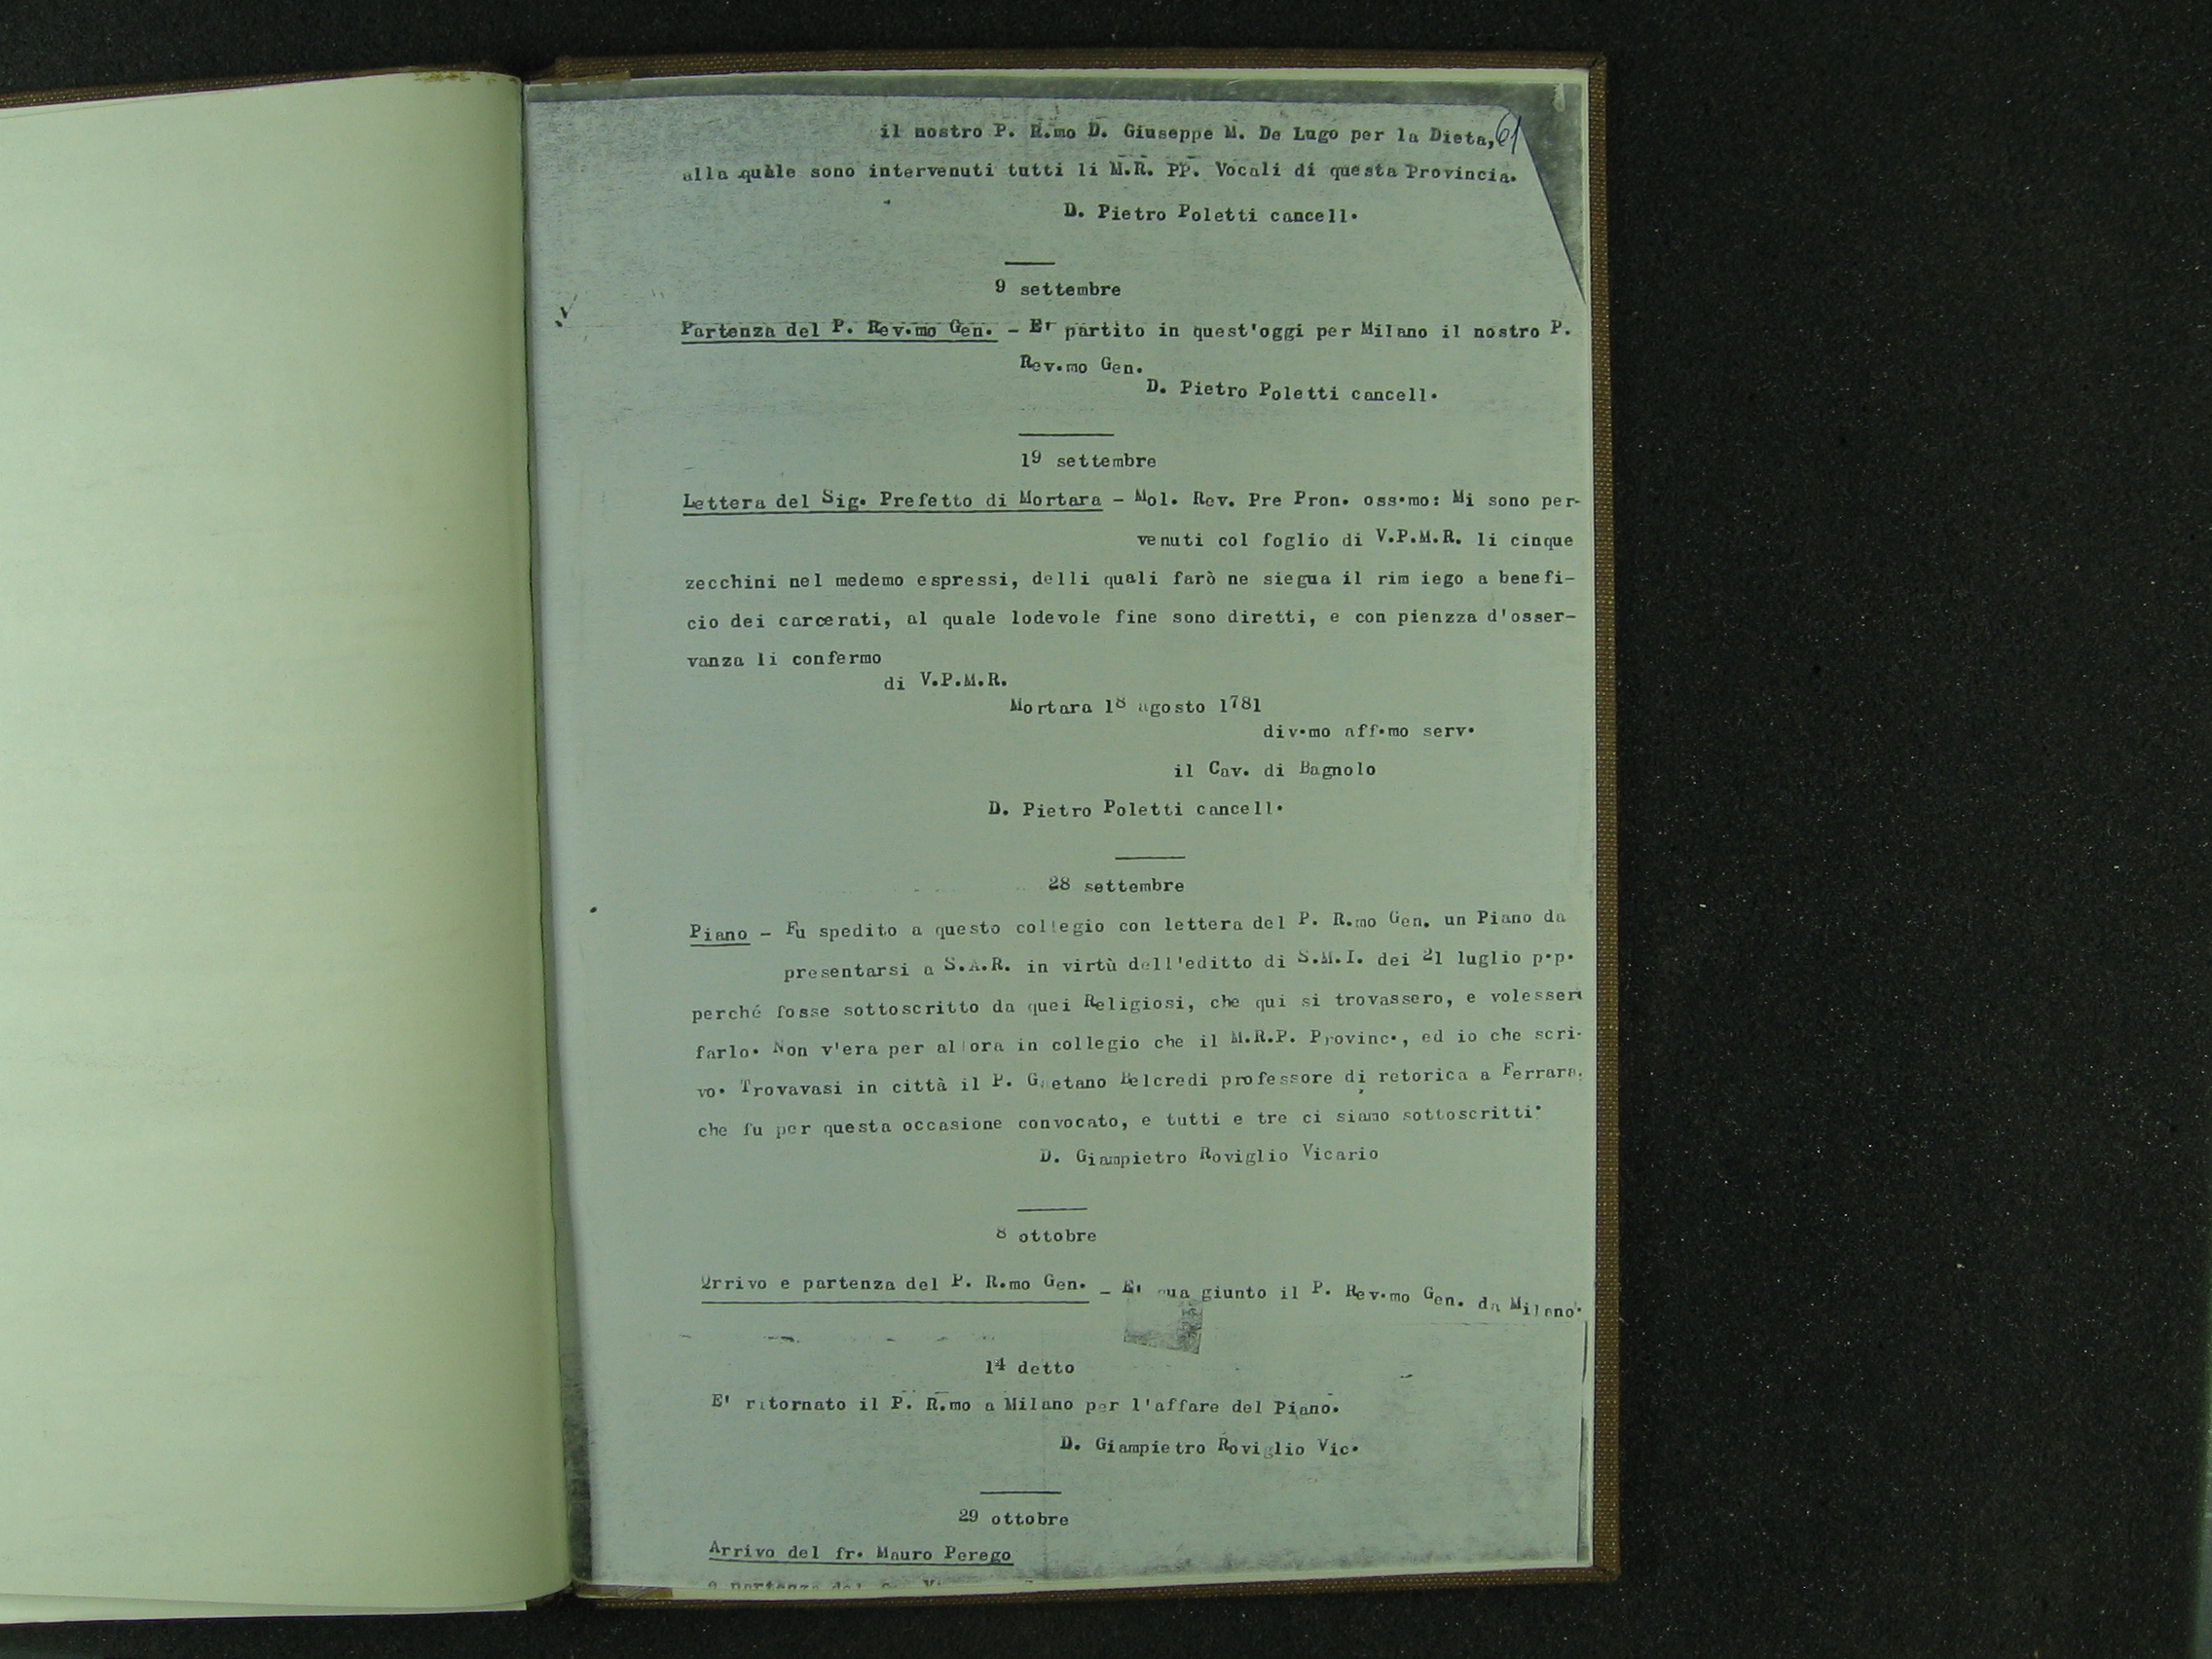 61
il nostro P. R.mo D. Giuseppe M. De Lugo per la Dieta,
alla quale sono intervenuti tutti li M.R. PP. Vocali di questa Provincia.
D. Pietro Poletti cancell.
9 settembre
Partenza del P. Rev.mo Gen. - E' partito in quest'oggi per Milano il nostro P.
Rev.mo Gen.
D. Pietro Poletti cancell.
19 settembre
Lettera del Sig. Prefetto di Mortara - Mol. Rev. Pre Pron. oss.mo: Mi sono per-
venuti col foglio di V.P.M.R. li cinque
zecchini nel medemo espressi, delli quali farò ne siegua il rim iego a benefi-
cio dei carcerati, al quale lodevole fine sono diretti, e con pienzza d'osser-
vanza li confermo
di V.P.M.R.
Mortara 18 agosto 1781
div.mo aff.mo serv.
il Cav. di Bagnolo
D. Pietro Poletti cancell.
28 settembre
Piano - Fu spedito a questo collegio con lettera del P. R.mo Gen. un Piano da
presentarsi a S.A.R. in virtù dell'editto di S.M.I. dei 21 luglio p.p.
perché fosse sottoscritto da quei Religiosi, che qui si trovassero, e volesser
farlo. Non v'era per allora in collegio che il M.R.P. Provinc., ed io che scri-
vo. Trovavasi in città il P. Gaetano Belcredi professore di retorica a Ferrara,
che fu per questa occasione convocato, e tutti e tre ci siamo sottoscritti.
D. Giampietro Roviglio Vicario
8 ottobre
Arrivo e partenza del P. R.mo Gen. - E' qua giunto il P. Rev.mo Gen. da Milano.
14 detto
E' ritornato il P. R.mo a Milano per l'affare del Piano.
D. Giampietro Roviglio Vic.
29 ottobre
Arrivo del fr. Mauro Perego
e partenza del